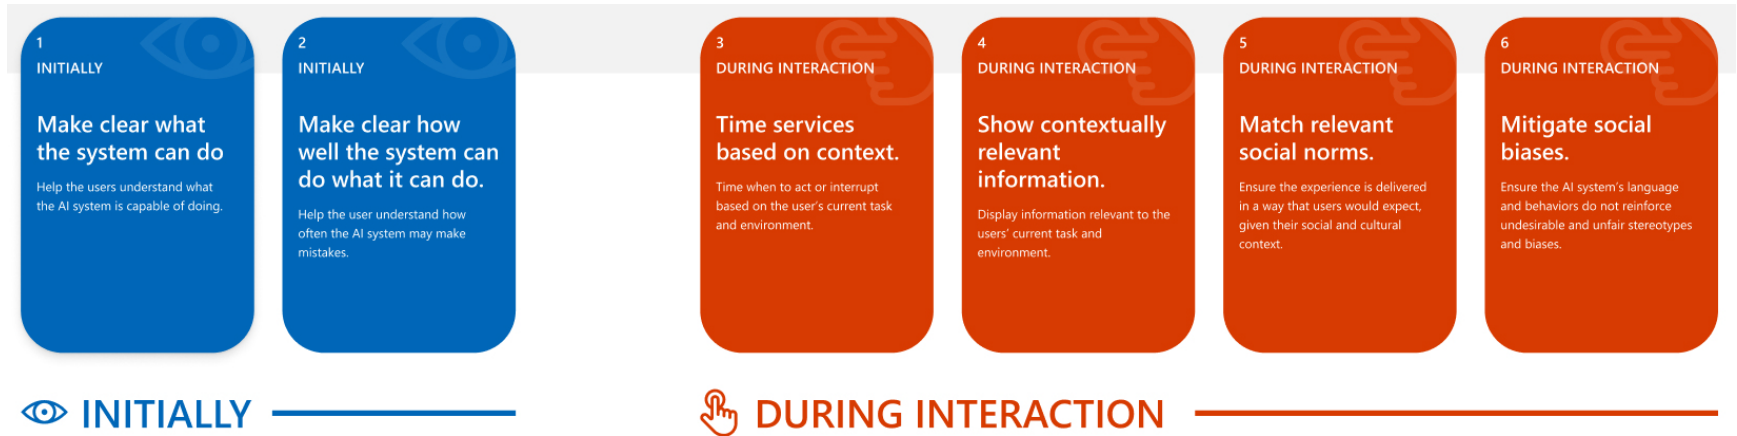 1
INITIALLY
Make clear what
the system can do
Help the users understand what
the AI system is capable of doing.
2
INITIALLY
Make clear how
well the system can
do what it can do.
Help the user understand how
often the AI system may make
mistakes.
3
DURING INTERACTION
Time services
based on context.
Time when to act or interrupt
based on the user's current task
and environment.
4
DURING INTERACTION
Show contextually
relevant
information.
Display information relevant to the
users' current task and
environment.
5
DURING INTERACTION
Match relevant
social norms.
Ensure the experience is delivered
in a way that users would expect,
given their social and cultural
context.
6
DURING INTERACTION
Mitigate social
biases.
Ensure the AI system's language
and behaviors do not reinforce
undesirable and unfair stereotypes
and biases.
INITIALLY
DURING INTERACTION